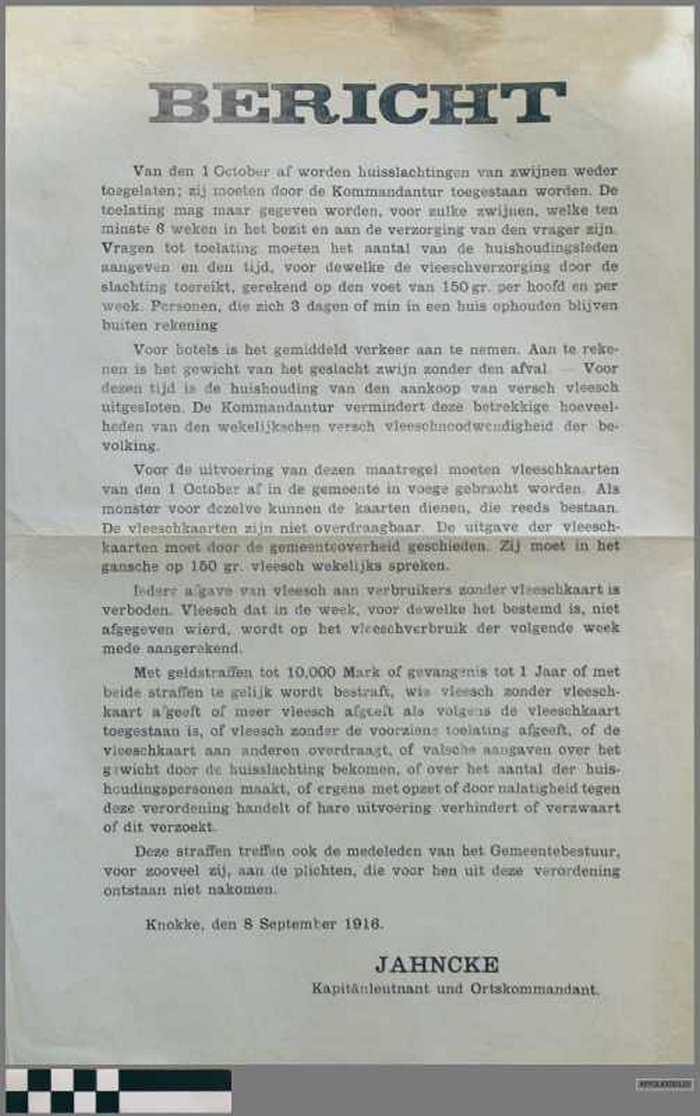 BERICHT
Van den 1 October af worden huisslachtingen van zwijnen weder
toegelaten; zij moeten door de Kommandantur toegestaan worden. De
toelating mag maar gegeven worden, voor zulke zwijnen, welke ten
minste 6 weken in het bezit en aan de verzorging van den vrager zijn.
Vragen tot toelating moeten het aantal van de huishoudingsleden
aangeven en den tijd, voor dewelke de vleeschverzorging door de
slachting toereikt, gerekend op den voet van 150 gr. per hoofd en per
week. Personen, die zich 3 dagen of min in een huis ophouden blijven
buiten rekening
Voor hotels is het gemiddeld verkeer aan te nemen. Aan te reke-
nen is het gewicht van het geslacht zwijn zonder den afval — Voor
dezen tijd is de huishouding van den aankoop van versch vleesch
uitgesloten. De Kommandantur vermindert deze betrekkige hoeveel-
heden van den wekelijkschen versch vleeschnoodwendigheid der be-
volking.
Voor de uitvoering van dezen maatregel moeten vleeschkaarten
van den 1 October af in de gemeente in voege gebracht worden. Als
monster voor dezelve kunnen de kaarten dienen, die reeds bestaan.
De vleeschkaarten zijn niet overdraagbaar. De uitgave der vleesch-
kaarten moet door de gemeenteoverheid geschieden. Zij moet in het
gansche op 150 gr. vleesch wekelijks spreken.
Iedere afgave van vleesch aan verbruikers zonder vleeschkaart is
verboden. Vleesch dat in de week, voor dewelke het bestemd is, niet
afgegeven wierd, wordt op het vleeschverbruik der volgende week
mede aangerekend.
Met geldstraffen tot 10,000 Mark of gevangenis tot 1 Jaar of met
beide straffen te gelijk wordt bestraft, wie vleesch zonder vleesch-
kaart afgeeft of meer vleesch afgeeft als volgens de vleeschkaart
toegestaan is, of vleesch zonder de voorziene toelating afgeeft, of de
vleeschkaart aan anderen overdraagt, of valsche aangaven over het
gewicht door de huisslachting bekomen, of over het aantal der huis-
houdingspersonen maakt, of ergens met opzet of door nalatigheid tegen
deze verordening handelt of hare uitvoering verhindert of verzwaart
of dit verzoekt.
Deze straffen treffen ook de medeleden van het Gemeentebestuur,
voor zooveel zij, aan de plichten, die voor hen uit deze verordening
ontstaan niet nakomen.
Knokke, den 8 September 1916.
JAHNCKE
Kapitänleutnant und Ortskommandant.